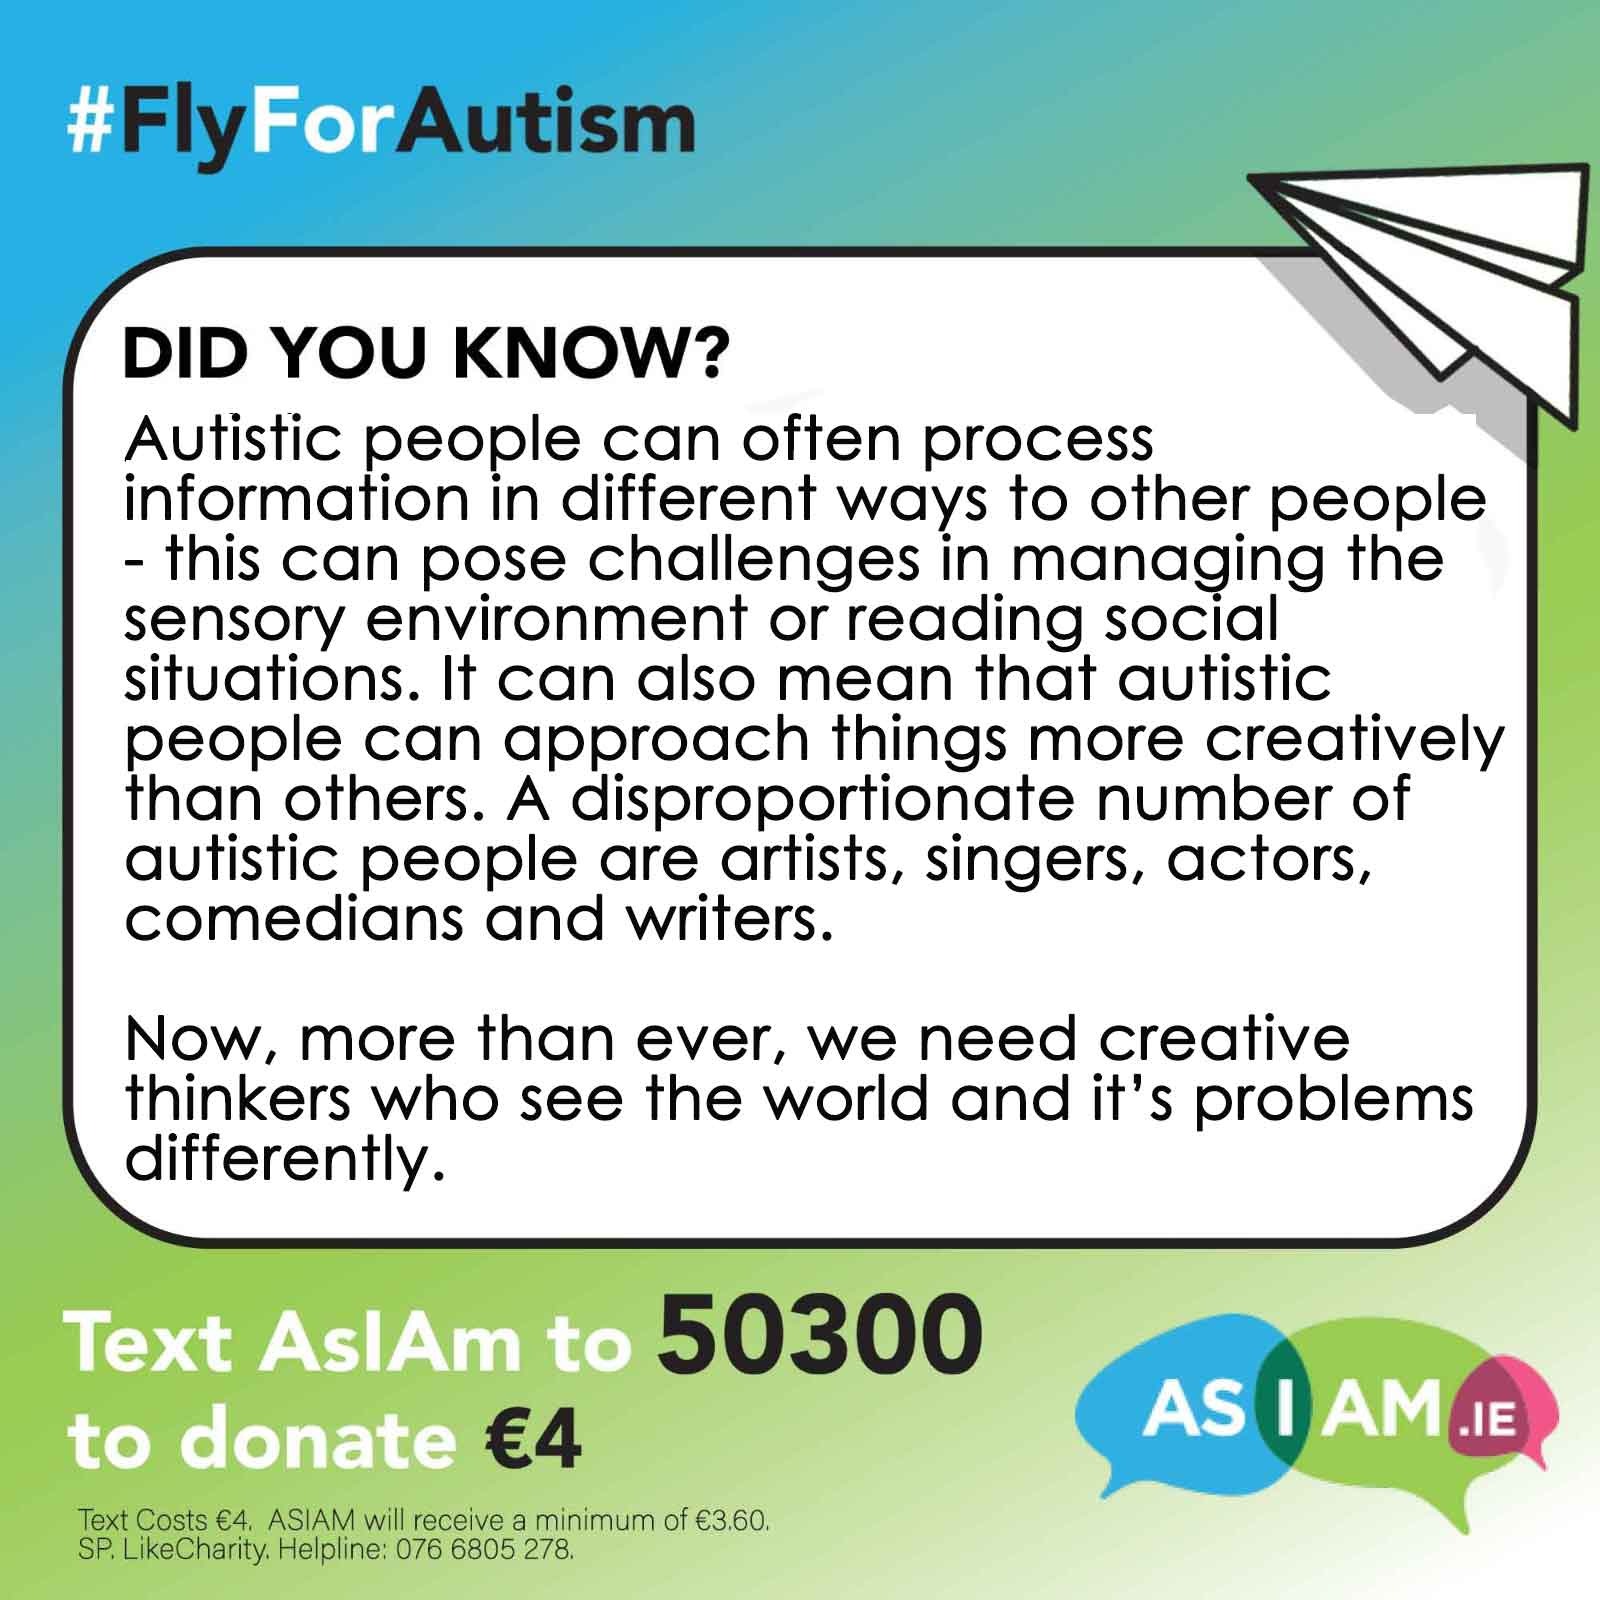 #FlyForAutism
DID YOU KNOW?
Autistic people can often process
information in different ways to other people
- this can pose challenges in managing the
sensory environment or reading social
situations. It can also mean that autistic
people can approach things more creatively
than others. A disproportionate number of
autistic people are artists, singers, actors,
comedians and writers.
Now, more than ever, we need creative
thinkers who see the world and it’s problems
differently.
Text AsIAm to 50300
to donate €4
AS I AM .IE
Text Costs €4. ASIAM will receive a minimum of €3.60.
SP. LikeCharity. Helpline: 076 6805 278.